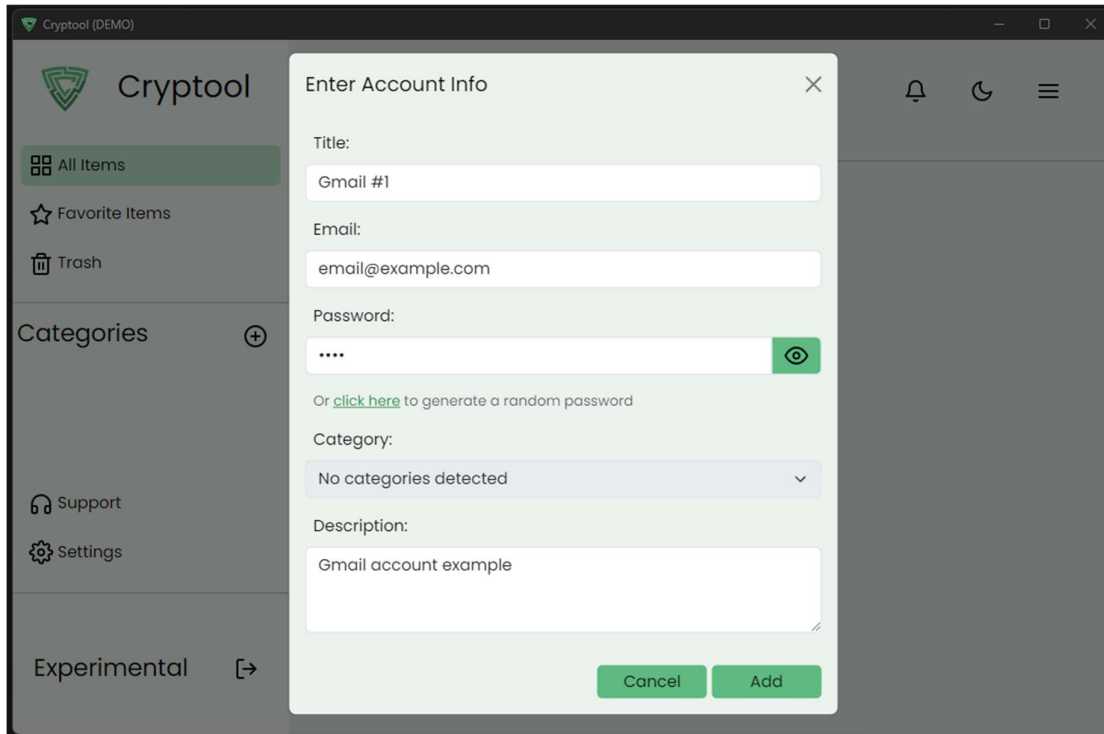 Cryptool (DEMO)
Cryptool
All Items
Favorite Items
Trash
Categories
Support
Settings
Experimental
Enter Account Info
Title:
Gmail #1
Email:
email@example.com
Password:
••••
Or click here to generate a random password
Category:
No categories detected
Description:
Gmail account example
Cancel Add